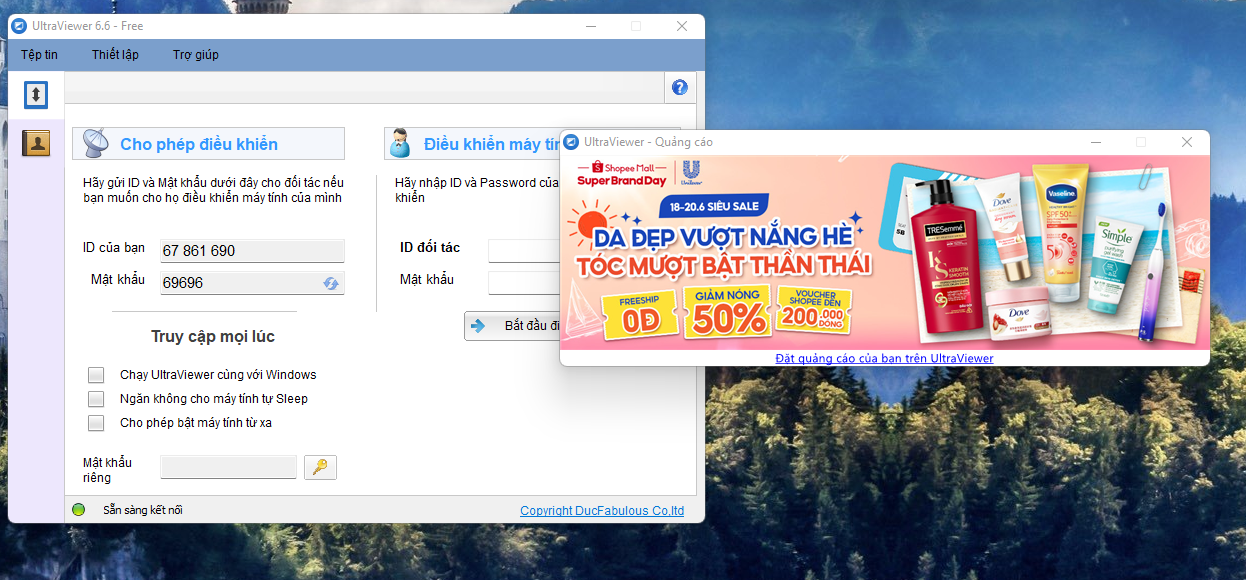 UltraViewer 6.6 - Free
Tệp tin
Thiết lập
Trợ giúp
Cho phép điều khiển
Hãy gửi ID và Mật khẩu dưới đây cho đối tác nếu
bạn muốn cho họ điều khiển máy tính của mình
ID của bạn
67 861 690
Mật khẩu
69696
Truy cập mọi lúc
Chạy UltraViewer cùng với Windows
Ngăn không cho máy tính tự Sleep
Cho phép bật máy tính từ xa
Mật khẩu
riêng
Sẵn sàng kết nối
Copyright DucFabulous Co,ltd
Điều khiển máy tín
Hãy nhập ID và Password của
khiển
ID đối tác
Mật khẩu
Bắt đầu đi
UltraViewer - Quảng cáo
Shopee Mall
Super Brand Day
Unilever
18-20.6 SIÊU SALE
DA ĐẸP VƯỢT NẮNG HÈ
TÓC MƯỢT BẬT THẦN THÁI
FREESHIP
0Đ
GIẢM NÓNG
50%
VOUCHER
SHOPEE ĐẾN
200.000
ĐỒNG
TRESemmé
KS
KERATIN
SMOOTH
Dove
Dove
Vaseline
SPF50+
Simple
Đặt quảng cáo của bạn trên UltraViewer